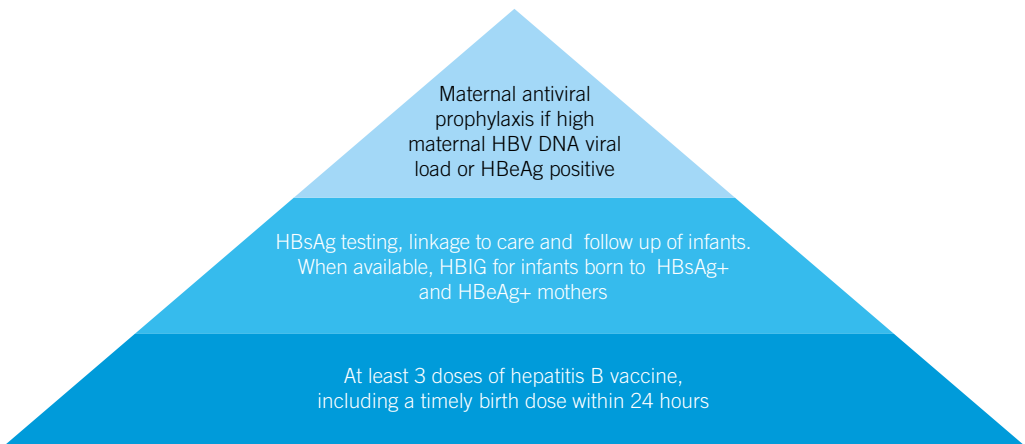 Maternal antiviral
prophylaxis if high
maternal HBV DNA viral
load or HBeAg positive
HBsAg testing, linkage to care and  follow up of infants.
When available, HBIG for infants born to  HBsAg+
and HBeAg+ mothers
At least 3 doses of hepatitis B vaccine,
including a timely birth dose within 24 hours